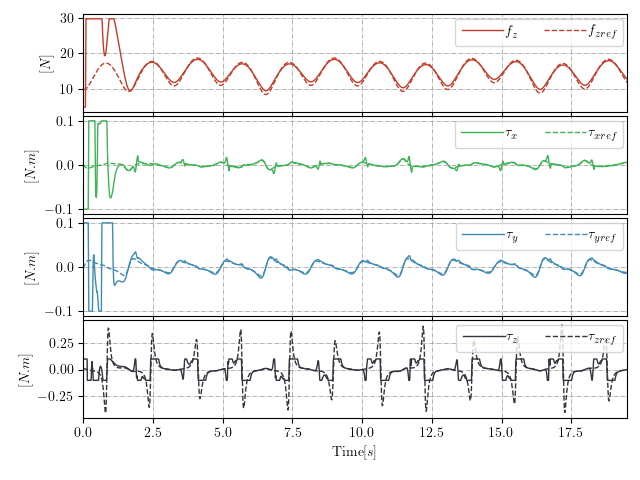 30
20
10
[N]
f_z
f_zref
0.1
0.0
−0.1
[N.m]
τ_x
τ_xref
0.1
0.0
−0.1
[N.m]
τ_y
τ_yref
0.25
0.00
−0.25
[N.m]
τ_z
τ_zref
0.0 2.5 5.0 7.5 10.0 12.5 15.0 17.5
Time[s]